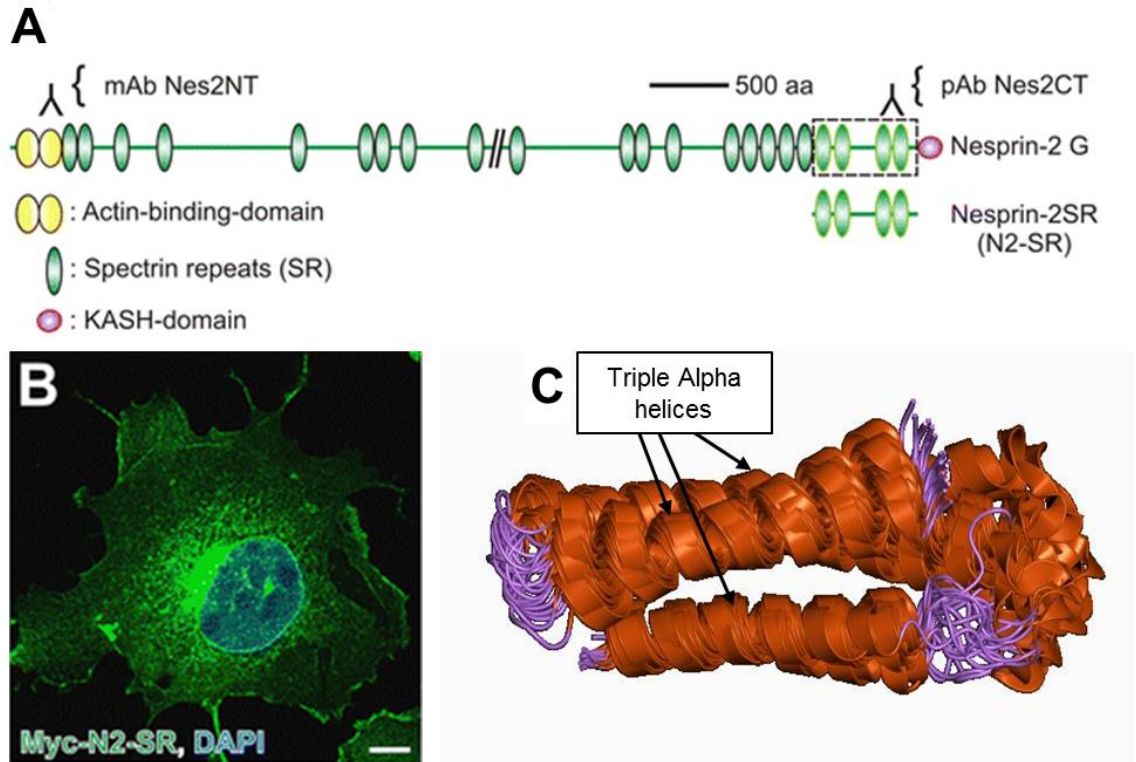 A
mAb Nes2NT
500 aa
pAb Nes2CT
Nesprin-2 G
: Actin-binding-domain
Nesprin-2SR
(N2-SR)
: Spectrin repeats (SR)
: KASH-domain
B
Myc-N2-SR, DAPI
C
Triple Alpha
helices